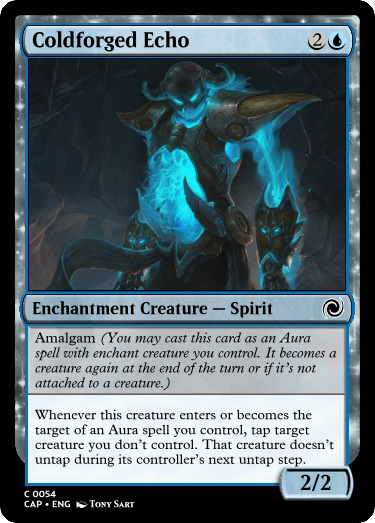 Coldforged Echo 2
Enchantment Creature — Spirit
Amalgam (You may cast this card as an Aura
spell with enchant creature you control. It becomes a
creature again at the end of the turn or if it's not
attached to a creature.)
Whenever this creature enters or becomes the
target of an Aura spell you control, tap target
creature you don't control. That creature doesn't
untap during its controller's next untap step.
2/2
C 0054
CAP • ENG Tony Sart